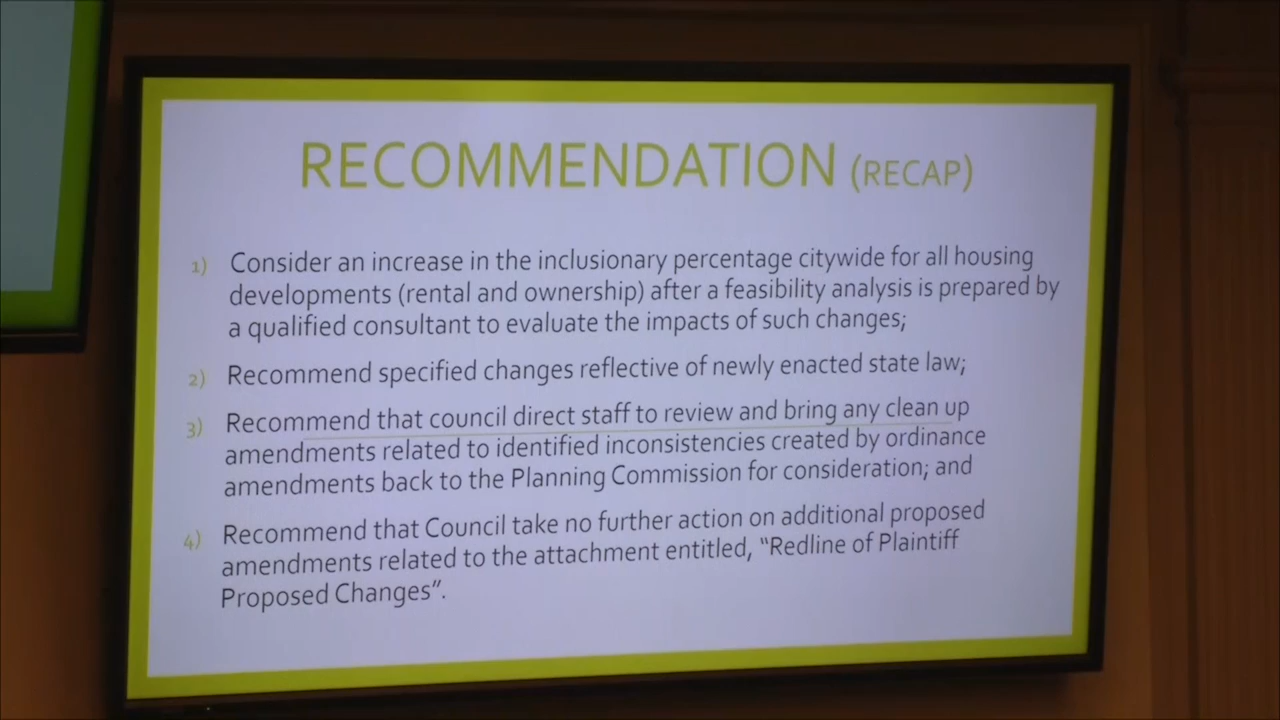 RECOMMENDATION (RECAP)
1) Consider an increase in the inclusionary percentage citywide for all housing
developments (rental and ownership) after a feasibility analysis is prepared by
a qualified consultant to evaluate the impacts of such changes;
2) Recommend specified changes reflective of newly enacted state law;
3) Recommend that council direct staff to review and bring any clean up
amendments related to identified inconsistencies created by ordinance
amendments back to the Planning Commission for consideration; and
4) Recommend that Council take no further action on additional proposed
amendments related to the attachment entitled, “Redline of Plaintiff
Proposed Changes”.